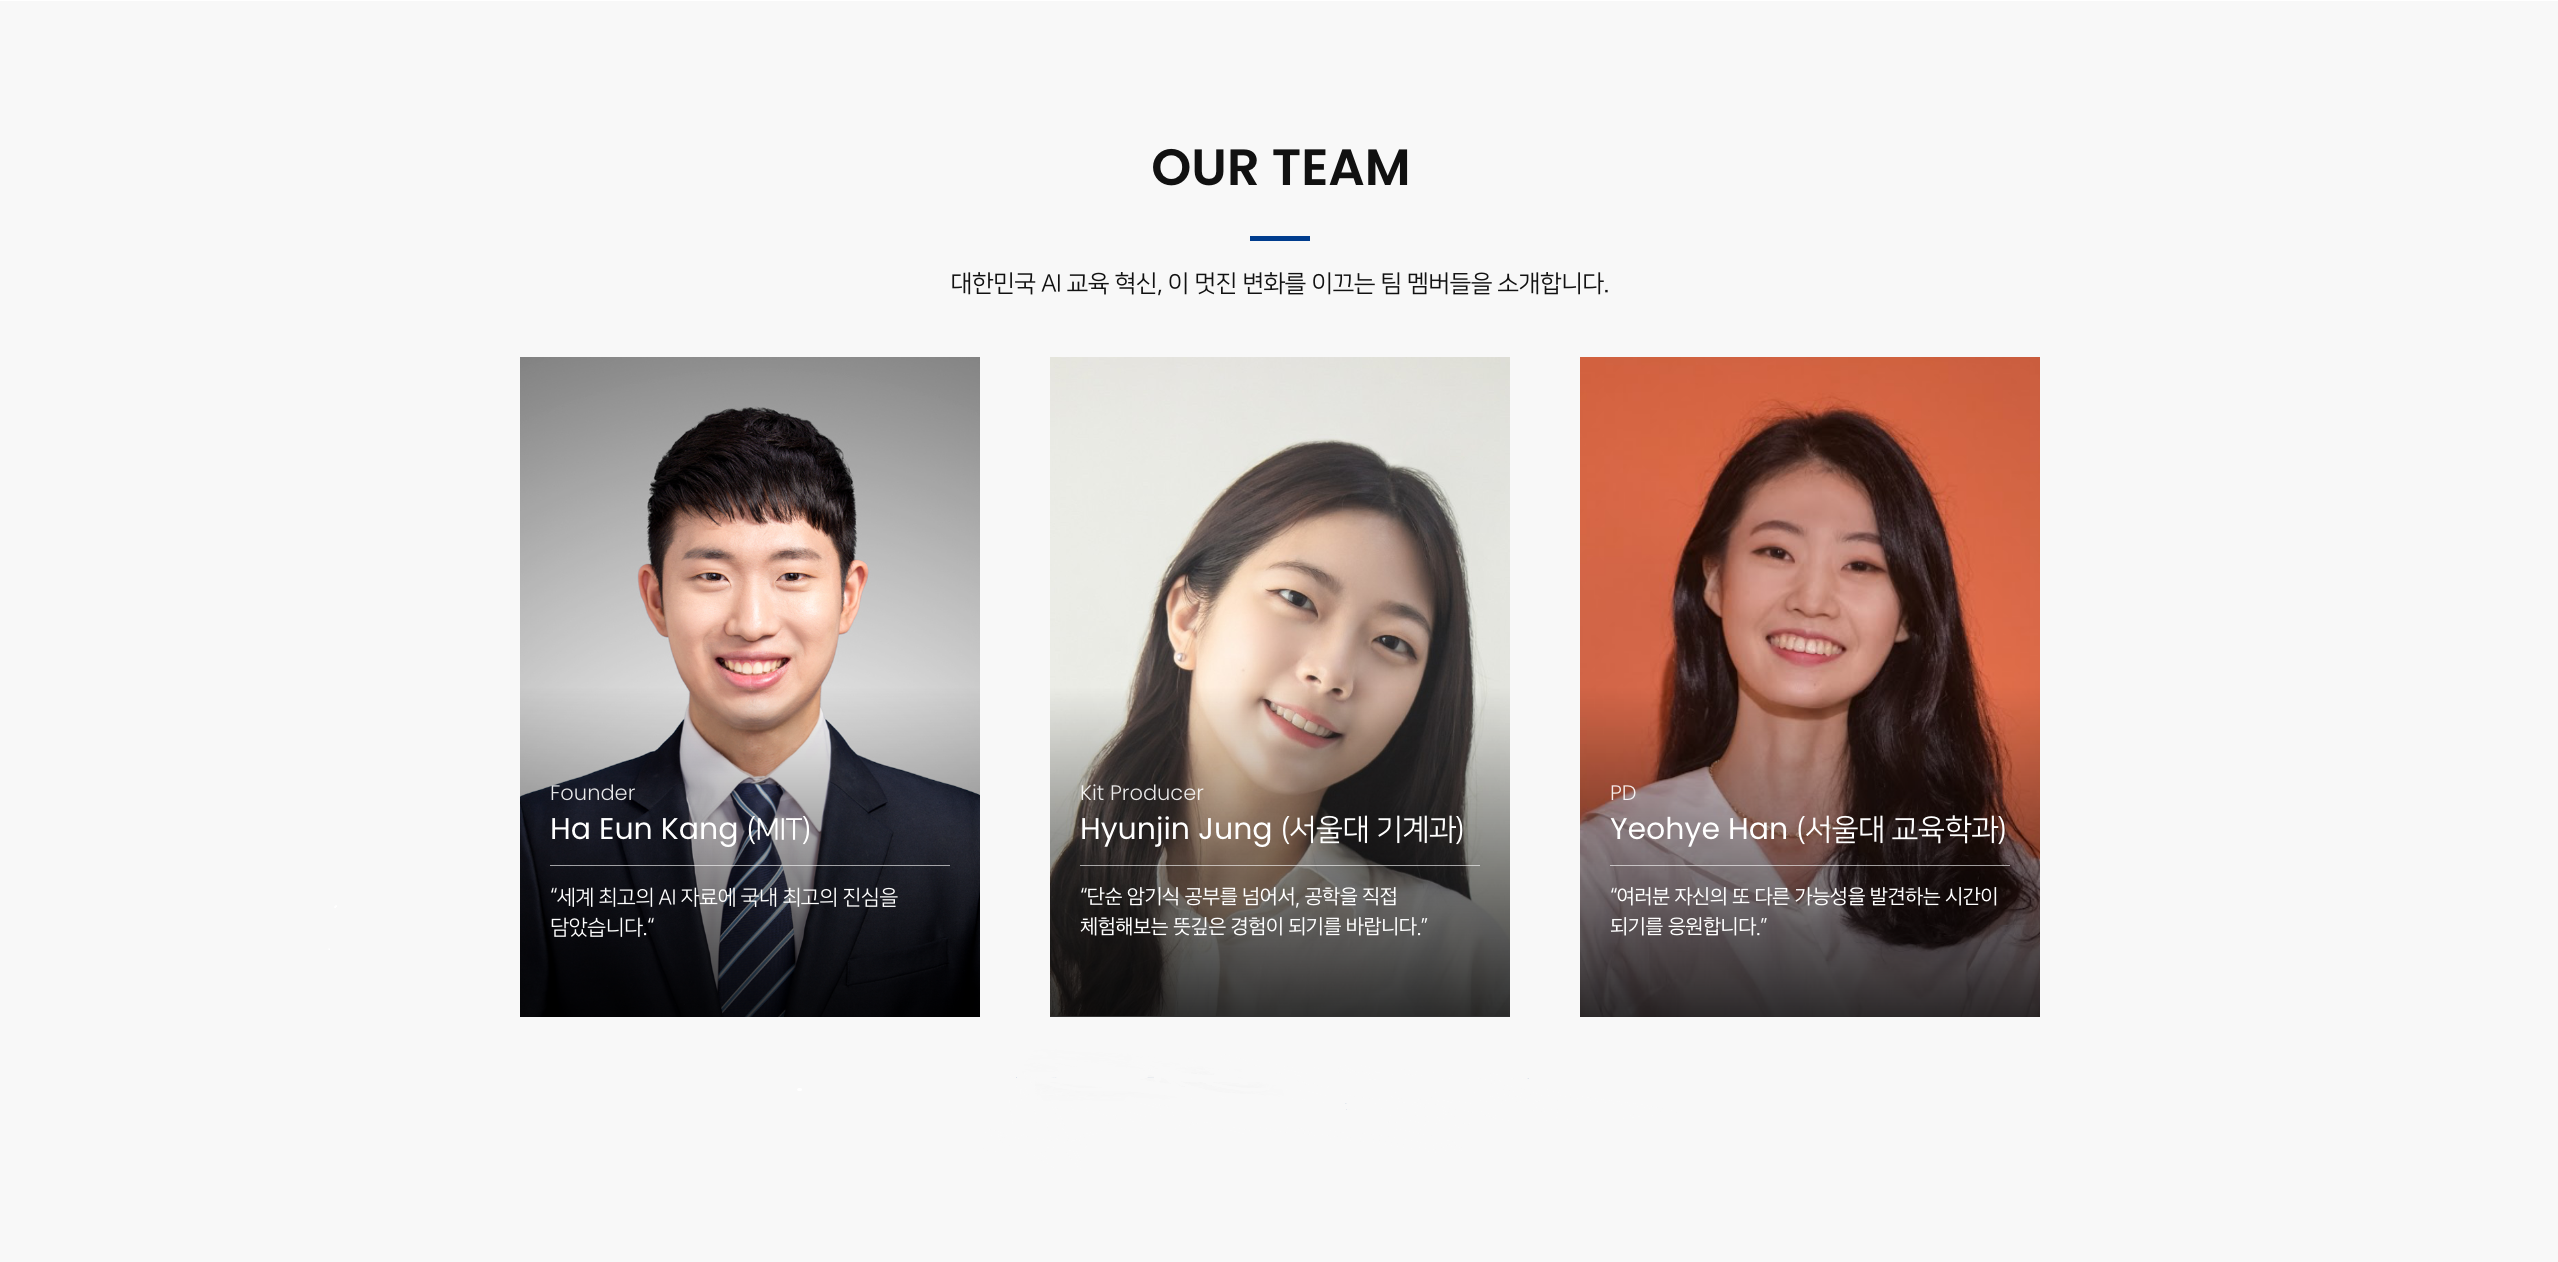 OUR TEAM
대한민국 AI 교육 혁신, 이 멋진 변화를 이끄는 팀 멤버들을 소개합니다.
Founder
Ha Eun Kang (MIT)
“세계 최고의 AI 자료에 국내 최고의 진심을
담았습니다.“
Kit Producer
Hyunjin Jung (서울대 기계과)
“단순 암기식 공부를 넘어서, 공학을 직접
체험해보는 뜻깊은 경험이 되기를 바랍니다.”
PD
Yeohye Han (서울대 교육학과)
“여러분 자신의 또 다른 가능성을 발견하는 시간이
되기를 응원합니다.”